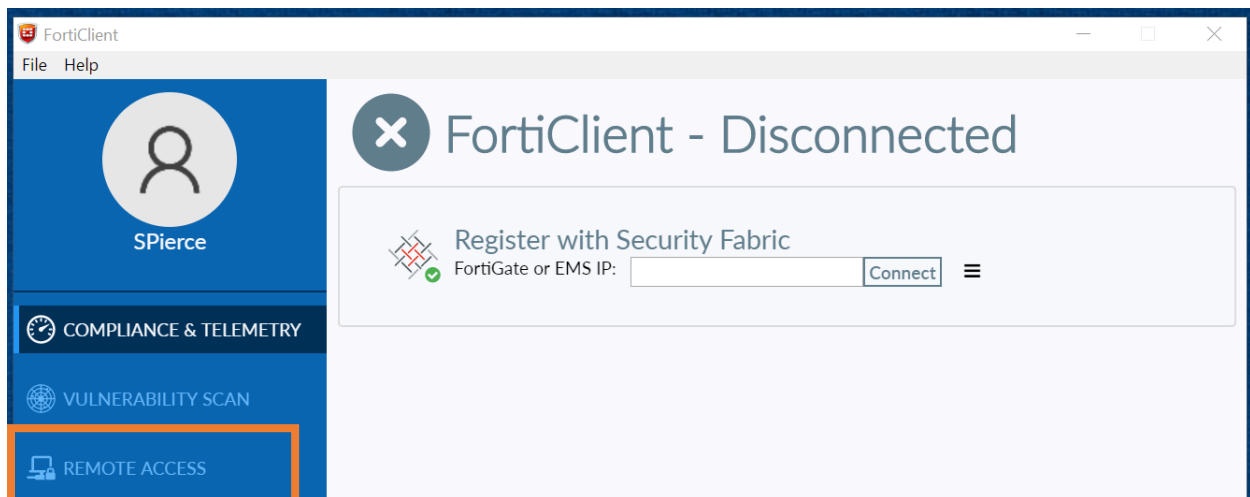 FortiClient
File Help
SPierce
COMPLIANCE & TELEMETRY
VULNERABILITY SCAN
REMOTE ACCESS
FortiClient - Disconnected
Register with Security Fabric
FortiGate or EMS IP:
Connect